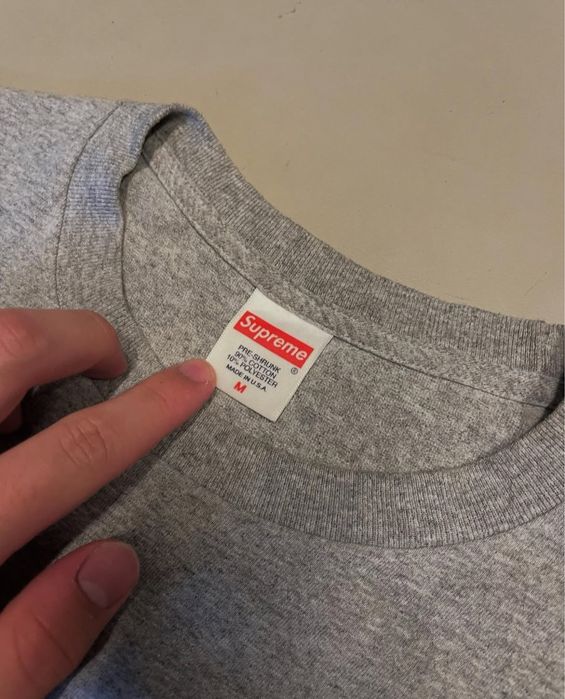 Supreme
®
PRE-SHRUNK
90% COTTON
10% POLYESTER
MADE IN U.S.A
M